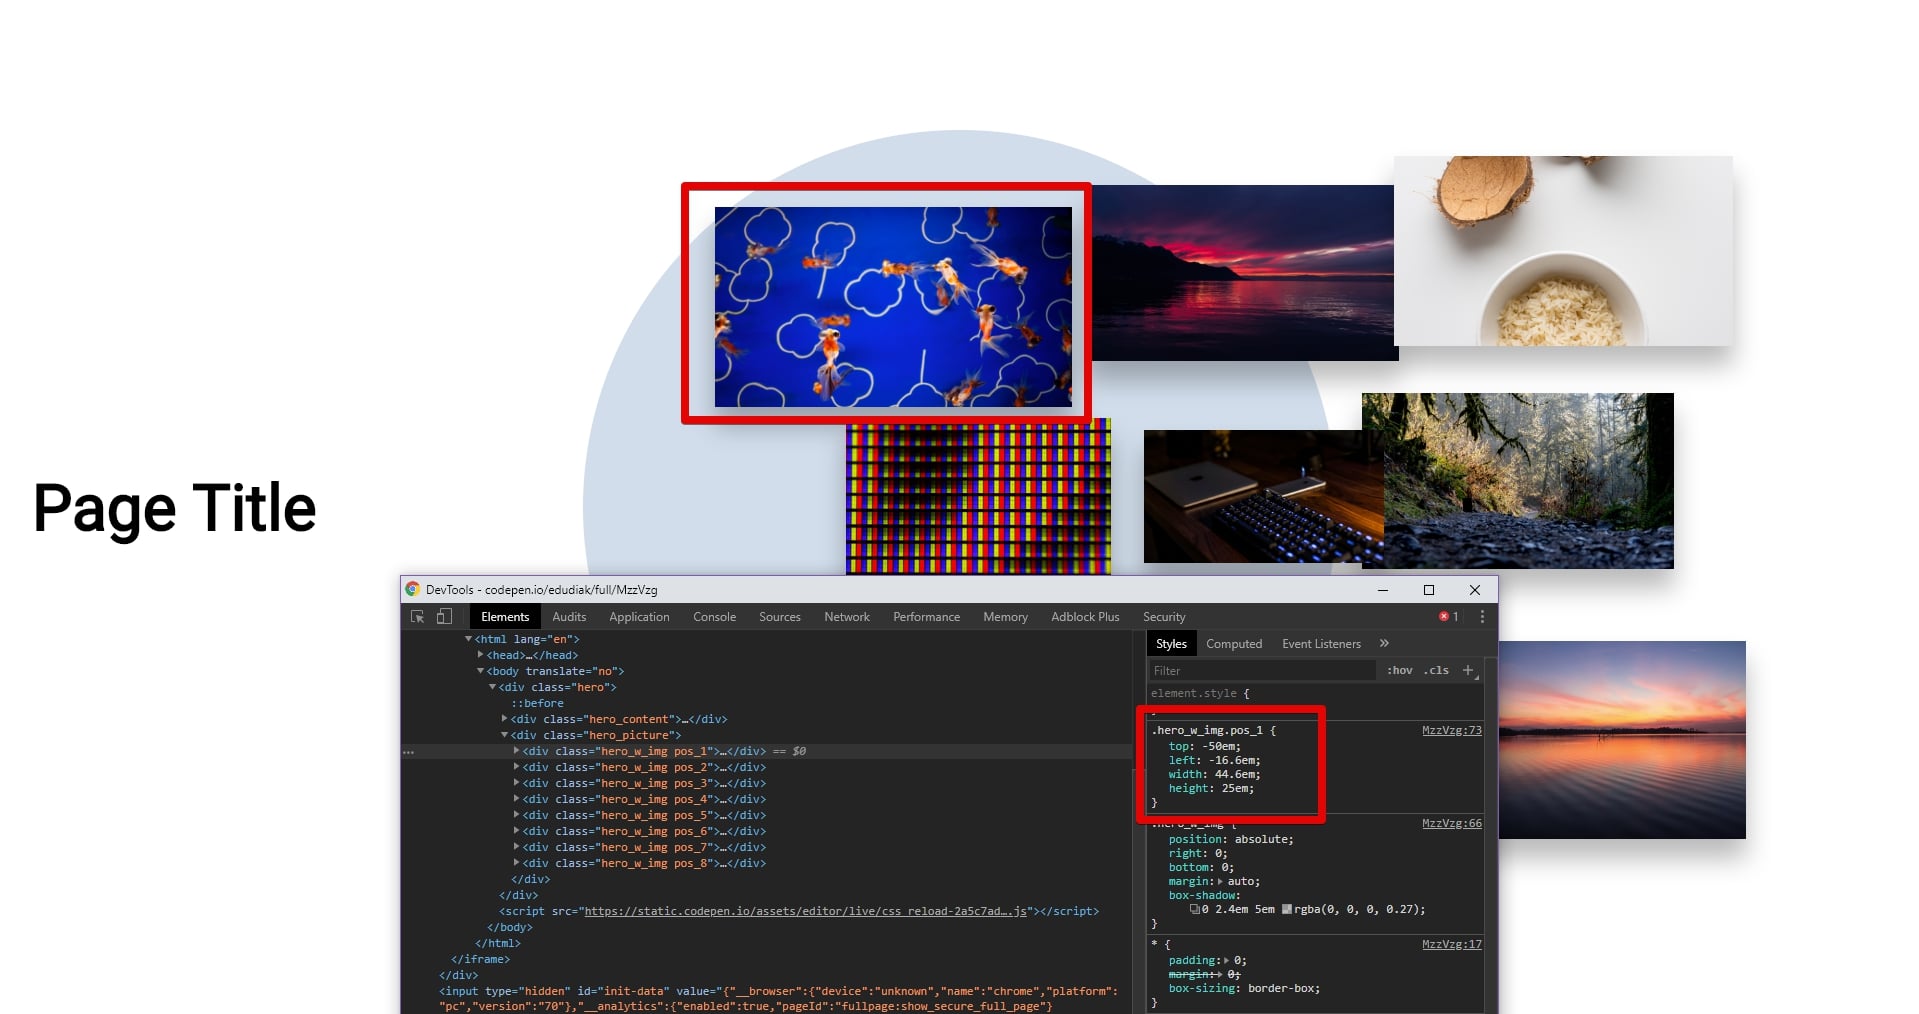 Page Title
DevTools - codepen.io/edudiak/full/MzzVzg
Elements Audits Application Console Sources Network Performance Memory Adblock Plus Security 1
<html lang="en">
<head>…</head>
<body translate="no">
<div class="hero">
::before
<div class="hero_content">…</div>
<div class="hero_picture">
<div class="hero_w_img pos_1">…</div> == $0
<div class="hero_w_img pos_2">…</div>
<div class="hero_w_img pos_3">…</div>
<div class="hero_w_img pos_4">…</div>
<div class="hero_w_img pos_5">…</div>
<div class="hero_w_img pos_6">…</div>
<div class="hero_w_img pos_7">…</div>
<div class="hero_w_img pos_8">…</div>
</div>
</div>
<script src="https://static.codepen.io/assets/editor/live/css_reload-2a5c7ad….js"></script>
</body>
</html>
</iframe>
</div>
<input type="hidden" id="init-data" value="{"__browser":{"device":"unknown","name":"chrome","platform":
"pc","version":"70"},"__analytics":{"enabled":true,"pageId":"fullpage:show_secure_full_page"}
Styles Computed Event Listeners »
Filter :hov .cls +
element.style {
}
.hero_w_img.pos_1 { MzzVzg:73
top: -50em;
left: -16.6em;
width: 44.6em;
height: 25em;
}
.hero_w_img { MzzVzg:66
position: absolute;
right: 0;
bottom: 0;
margin: auto;
box-shadow:
0 2.4em 5em rgba(0, 0, 0, 0.27);
}
* { MzzVzg:17
padding: 0;
margin: 0;
box-sizing: border-box;
}